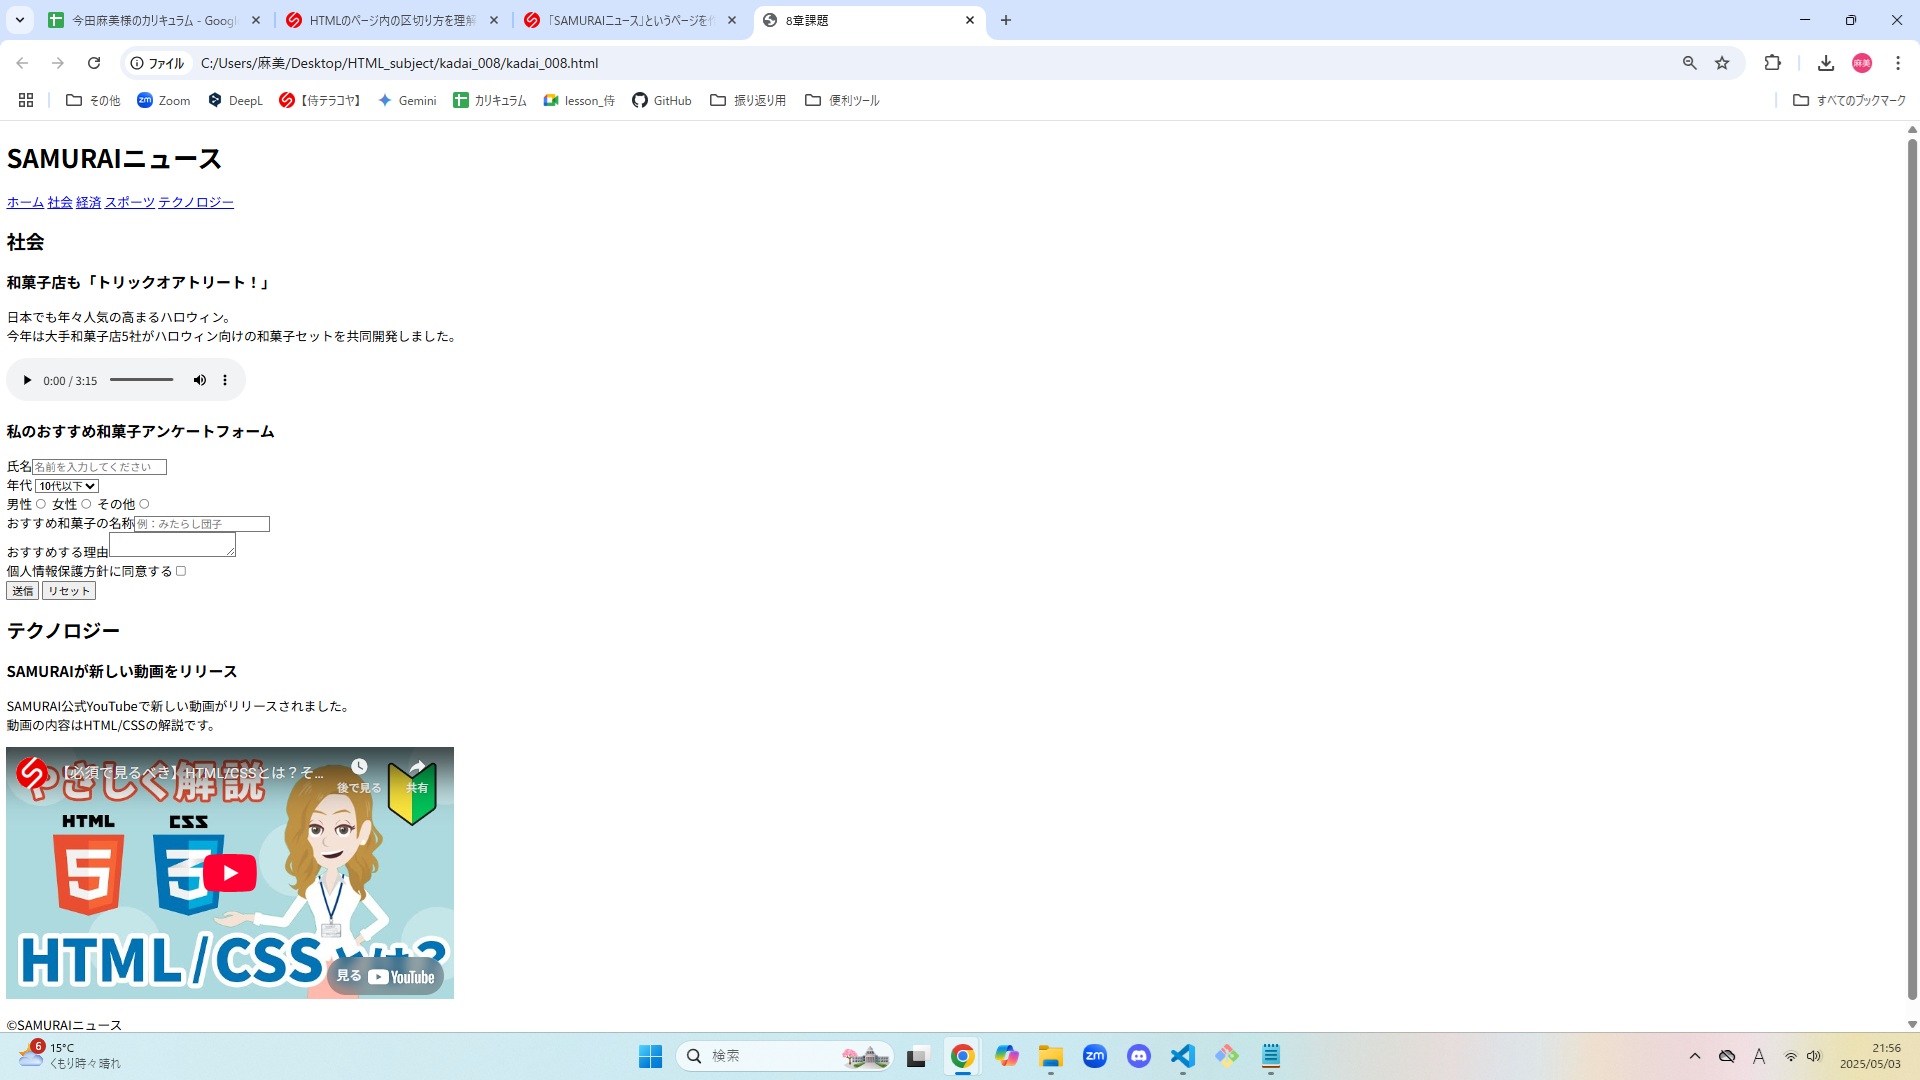 今田麻美様のカリキュラム - Googl
HTMLのページ内の区切り方を理解
「SAMURAIニュース」というページを作
8章課題
ファイル
C:/Users/麻美/Desktop/HTML_subject/kadai_008/kadai_008.html
麻美
その他
Zoom
DeepL
【侍テラコヤ】
Gemini
カリキュラム
lesson_侍
GitHub
振り返り用
便利ツール
すべてのブックマーク
SAMURAIニュース
ホーム 社会 経済 スポーツ テクノロジー
社会
和菓子店も「トリックオアトリート！」
日本でも年々人気の高まるハロウィン。
今年は大手和菓子店5社がハロウィン向けの和菓子セットを共同開発しました。
0:00 / 3:15
私のおすすめ和菓子アンケートフォーム
氏名 名前を入力してください
年代 10代以下
男性 女性 その他
おすすめ和菓子の名称 例：みたらし団子
おすすめする理由
個人情報保護方針に同意する
送信 リセット
テクノロジー
SAMURAIが新しい動画をリリース
SAMURAI公式YouTubeで新しい動画がリリースされました。
動画の内容はHTML/CSSの解説です。
【必須で見るべき】HTML/CSSとは？そ...
後で見る
共有
やさしく解説
HTML
CSS
5
3
HTML/CSSとは?
見る YouTube
©SAMURAIニュース
6
15°C
くもり時々晴れ
検索
zm
A
21:56
2025/05/03